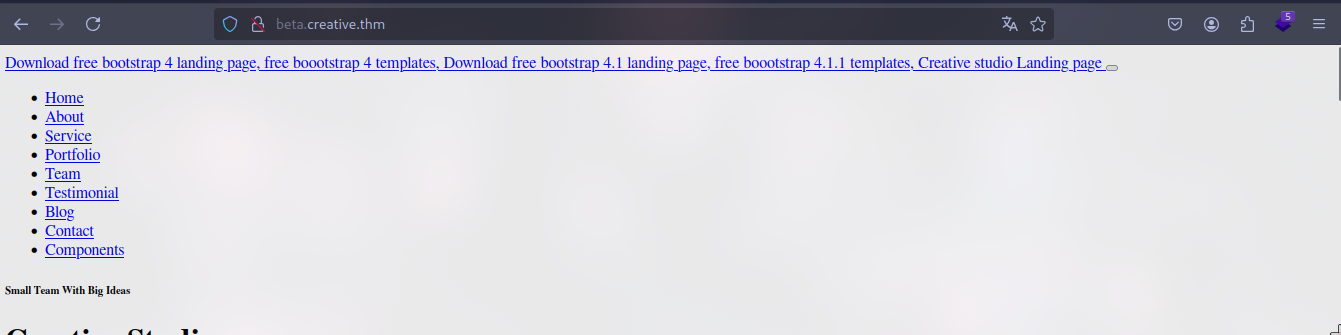 beta.creative.thm
5
Download free bootstrap 4 landing page, free boootstrap 4 templates, Download free bootstrap 4.1 landing page, free boootstrap 4.1.1 templates, Creative studio Landing page
Home
About
Service
Portfolio
Team
Testimonial
Blog
Contact
Components
Small Team With Big Ideas
Creative Studio